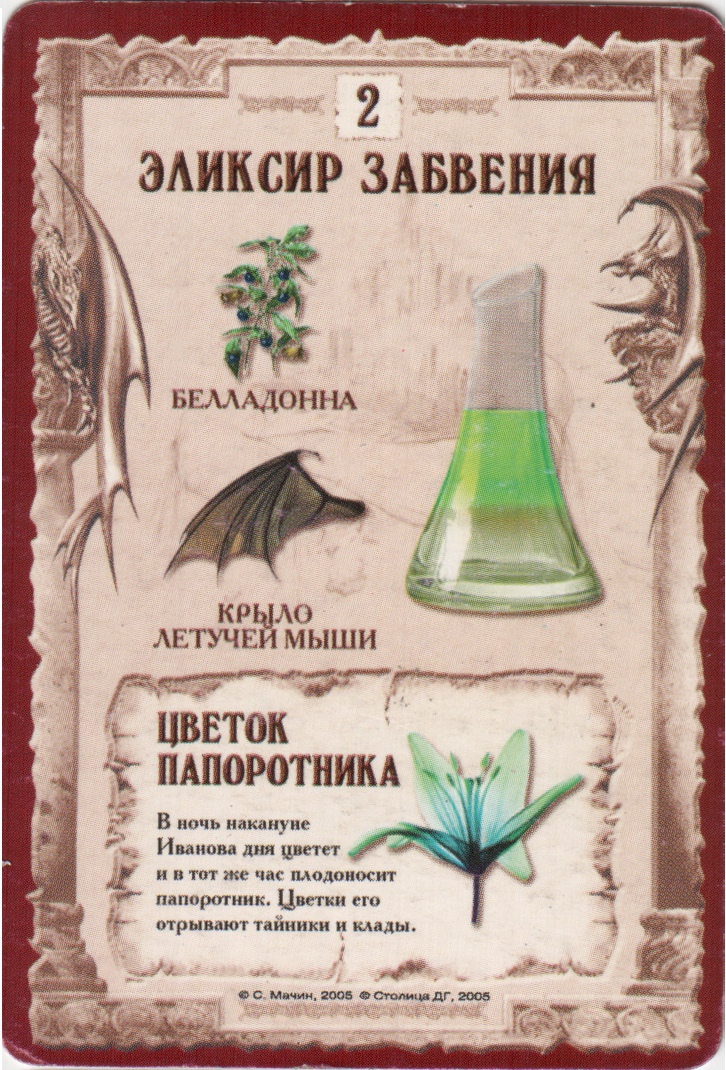 2
ЭЛИКСИР ЗАБВЕНИЯ
БЕЛЛАДОННА
КРЫЛО
ЛЕТУЧЕЙ МЫШИ
ЦВЕТОК
ПАПОРОТНИКА
В ночь накануне
Иванова дня цветет
и в тот же час плодоносит
папоротник. Цветки его
отрывают тайники и клады.
© С. Мачин, 2005 © Столица ДГ, 2005